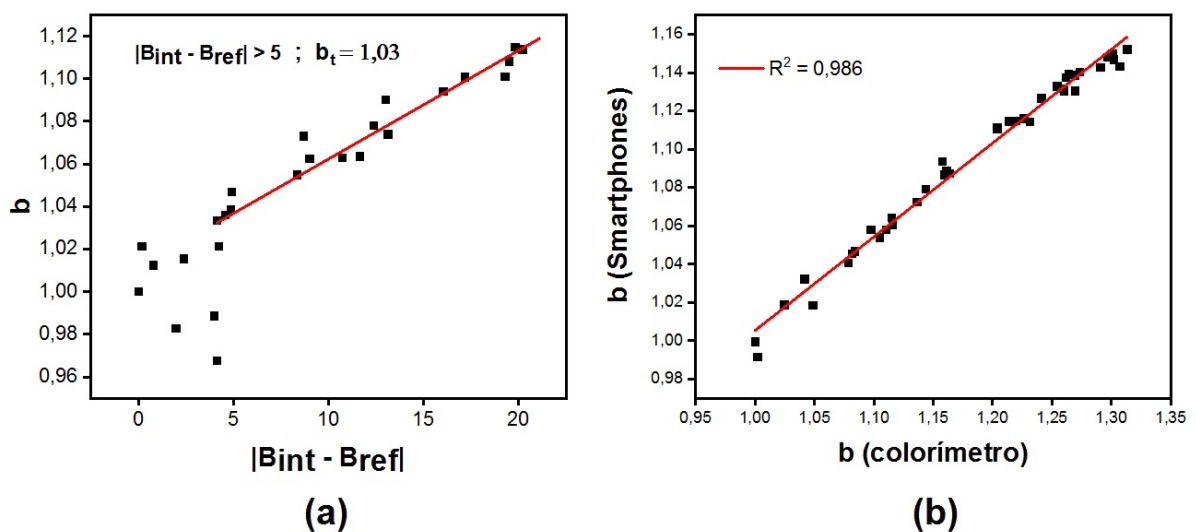 |Bint - Bref| > 5 ; bt = 1,03
b
1,12
1,10
1,08
1,06
1,04
1,02
1,00
0,98
0,96
0 5 10 15 20
|Bint - Bref|
(a)
R² = 0,986
b (Smartphones)
1,16
1,14
1,12
1,10
1,08
1,06
1,04
1,02
1,00
0,98
0,95 1,00 1,05 1,10 1,15 1,20 1,25 1,30 1,35
b (colorímetro)
(b)